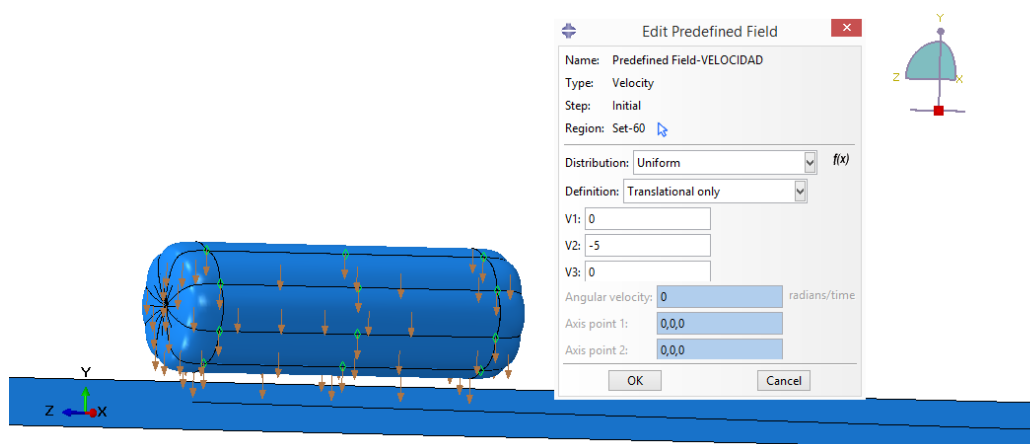 Edit Predefined Field
Name: Predefined Field-VELOCIDAD
Type: Velocity
Step: Initial
Region: Set-60
Distribution: Uniform f(x)
Definition: Translational only
V1: 0
V2: -5
V3: 0
Angular velocity: 0 radians/time
Axis point 1: 0,0,0
Axis point 2: 0,0,0
OK Cancel
Y
Z X
Y
Z X